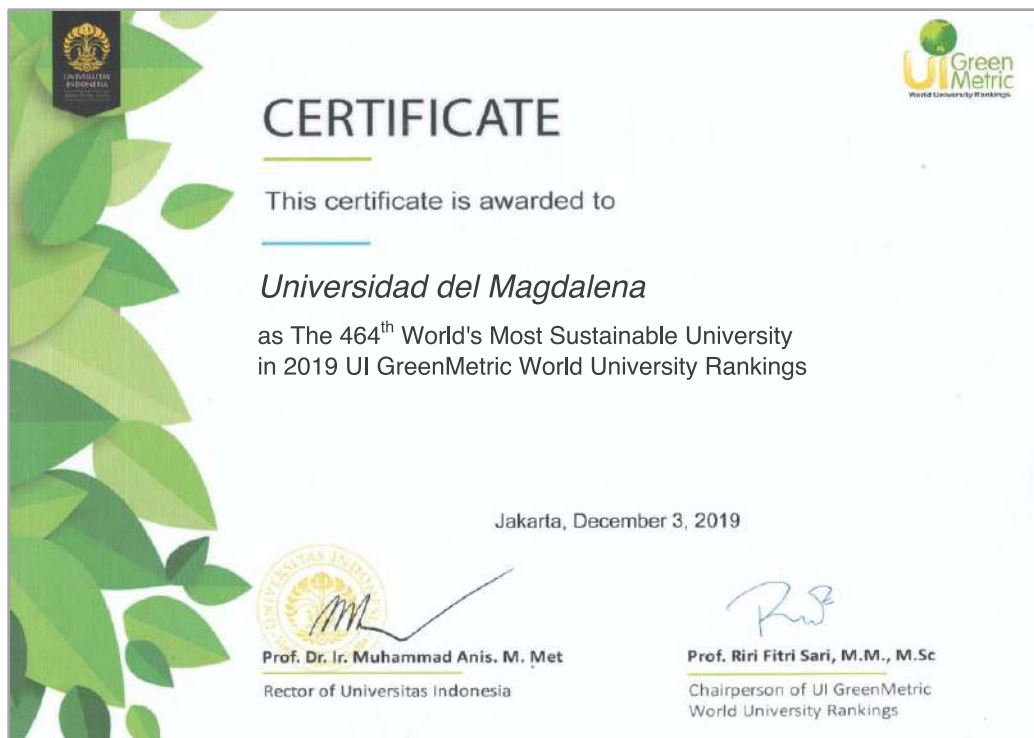 UNIVERSITAS
INDONESIA
UI Green
Metric
World University Rankings
CERTIFICATE
This certificate is awarded to
Universidad del Magdalena
as The 464th World's Most Sustainable University
in 2019 UI GreenMetric World University Rankings
Jakarta, December 3, 2019
Prof. Dr. Ir. Muhammad Anis. M. Met
Rector of Universitas Indonesia
Prof. Riri Fitri Sari, M.M., M.Sc
Chairperson of UI GreenMetric
World University Rankings